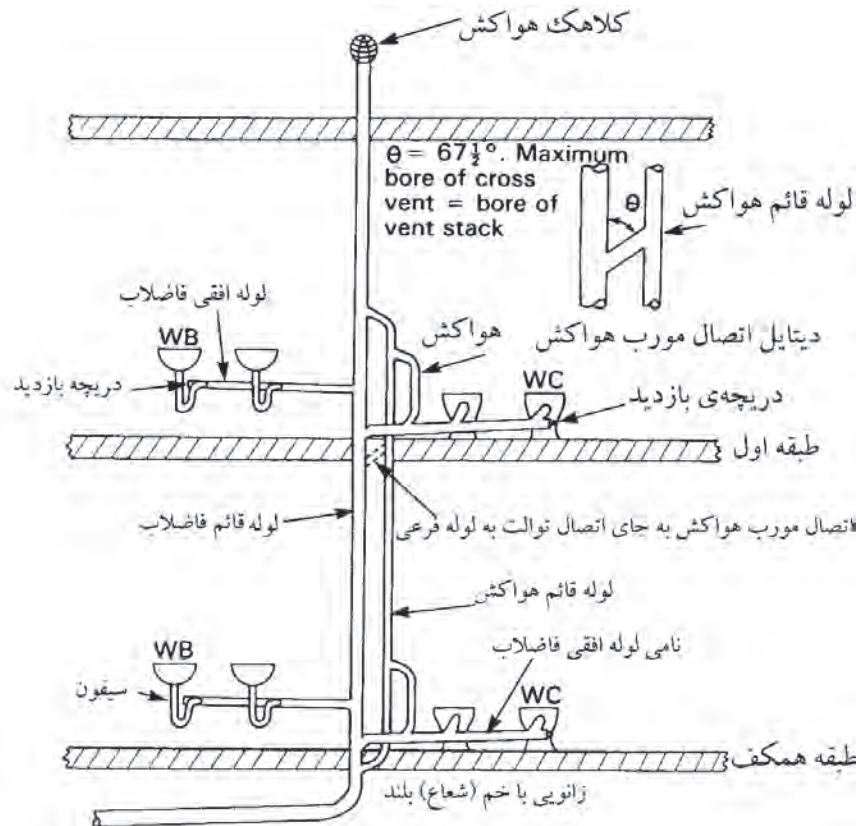 کلاهک هواکش
θ = 67½°. Maximum
bore of cross
vent = bore of
vent stack
θ
لوله قائم هواکش
لوله افقی فاضلاب
WB
هواکش
دیتایل اتصال مورب هواکش
دریچه بازدید
WC
دریچه‌ی بازدید
طبقه اول
لوله قائم فاضلاب
اتصال مورب هواکش به جای اتصال توالت به لوله فرعی
لوله قائم هواکش
WB
نامی لوله افقی فاضلاب
سیفون
WC
طبقه همکف
زانویی با خم (شعاع) بلند